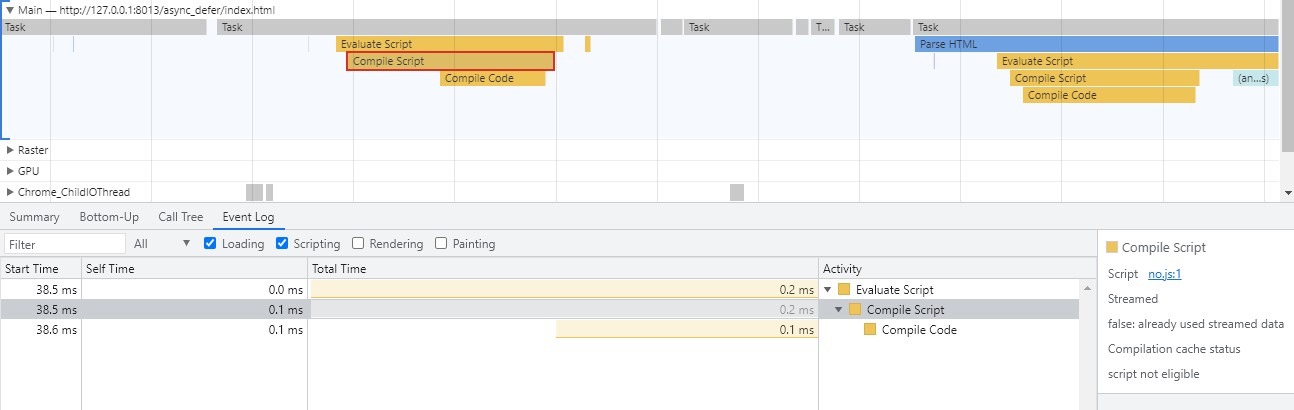 ▼ Main — http://127.0.0.1:8013/async_defer/index.html
Task Task Task T... Task Task
Evaluate Script Parse HTML
Compile Script Evaluate Script
Compile Code Compile Script (an...s)
Compile Code
▶ Raster
▶ GPU
▶ Chrome_ChildIOThread
Summary Bottom-Up Call Tree Event Log
Filter All ▼ Loading Scripting Rendering Painting
Start Time Self Time Total Time Activity
38.5 ms 0.0 ms 0.2 ms ▼ Evaluate Script
38.5 ms 0.1 ms 0.2 ms ▼ Compile Script
38.6 ms 0.1 ms 0.1 ms Compile Code
Compile Script
Script no.js:1
Streamed
false: already used streamed data
Compilation cache status
script not eligible